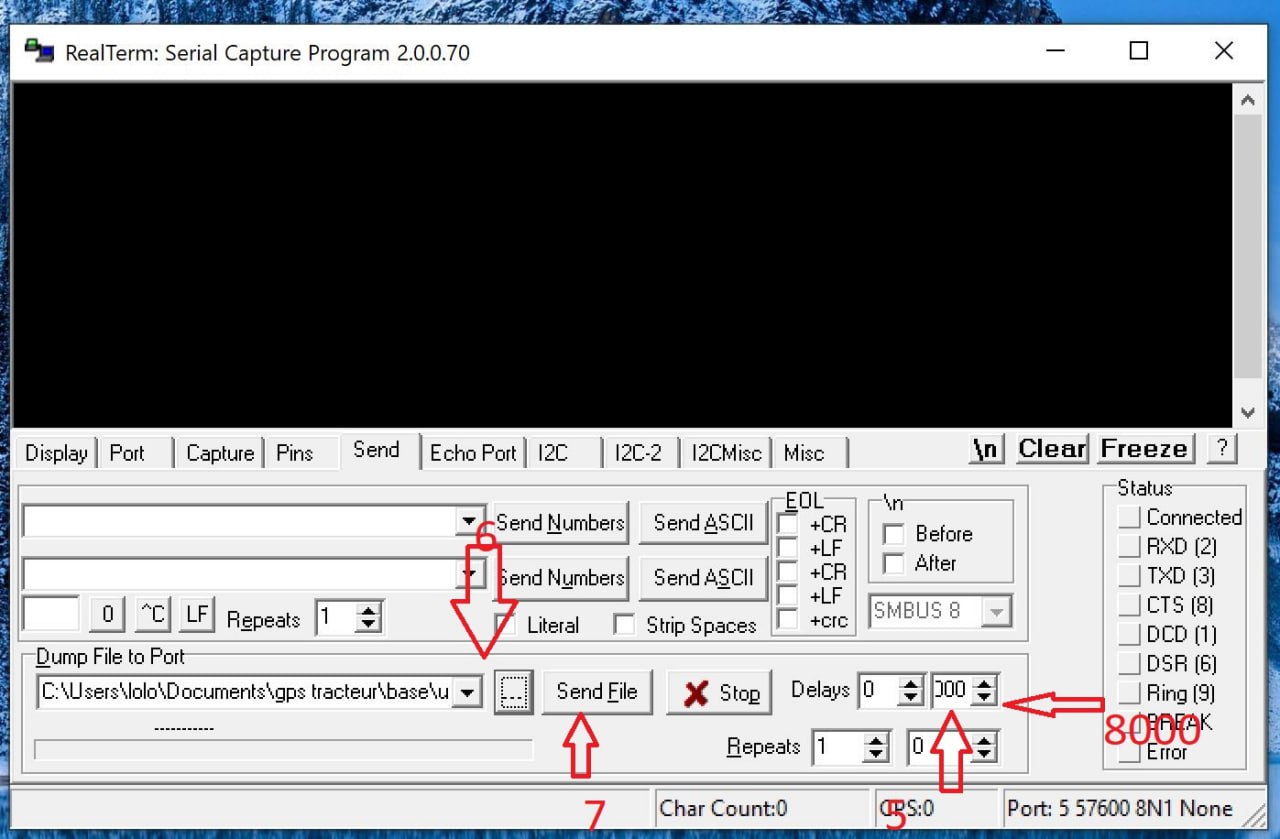 RealTerm: Serial Capture Program 2.0.0.70
Display Port Capture Pins Send Echo Port I2C I2C-2 I2CMisc Misc \n Clear Freeze ?
Status
EOL
\n
Send Numbers Send ASCII +CR Before Connected
6
+LF After RXD (2)
Send Numbers Send ASCII +CR TXD (3)
+LF SMBUS 8 CTS (8)
0 ^C LF Repeats 1 Literal Strip Spaces +crc DCD (1)
Dump File to Port DSR (6)
C:\Users\lolo\Documents\gps tracteur\base\u ... Send File Stop Delays 0 000 Ring (9)
----------- BREAK
8000
Repeats 1 0 Error
7 5
Char Count:0 CPS:0 Port: 5 57600 8N1 None